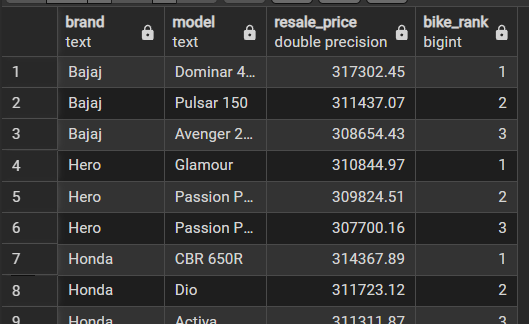 brand model resale_price bike_rank
text text double precision bigint
1 Bajaj Dominar 4... 317302.45 1
2 Bajaj Pulsar 150 311437.07 2
3 Bajaj Avenger 2... 308654.43 3
4 Hero Glamour 310844.97 1
5 Hero Passion P... 309824.51 2
6 Hero Passion P... 307700.16 3
7 Honda CBR 650R 314367.89 1
8 Honda Dio 311723.12 2
9 Honda Activa 311311.87 3